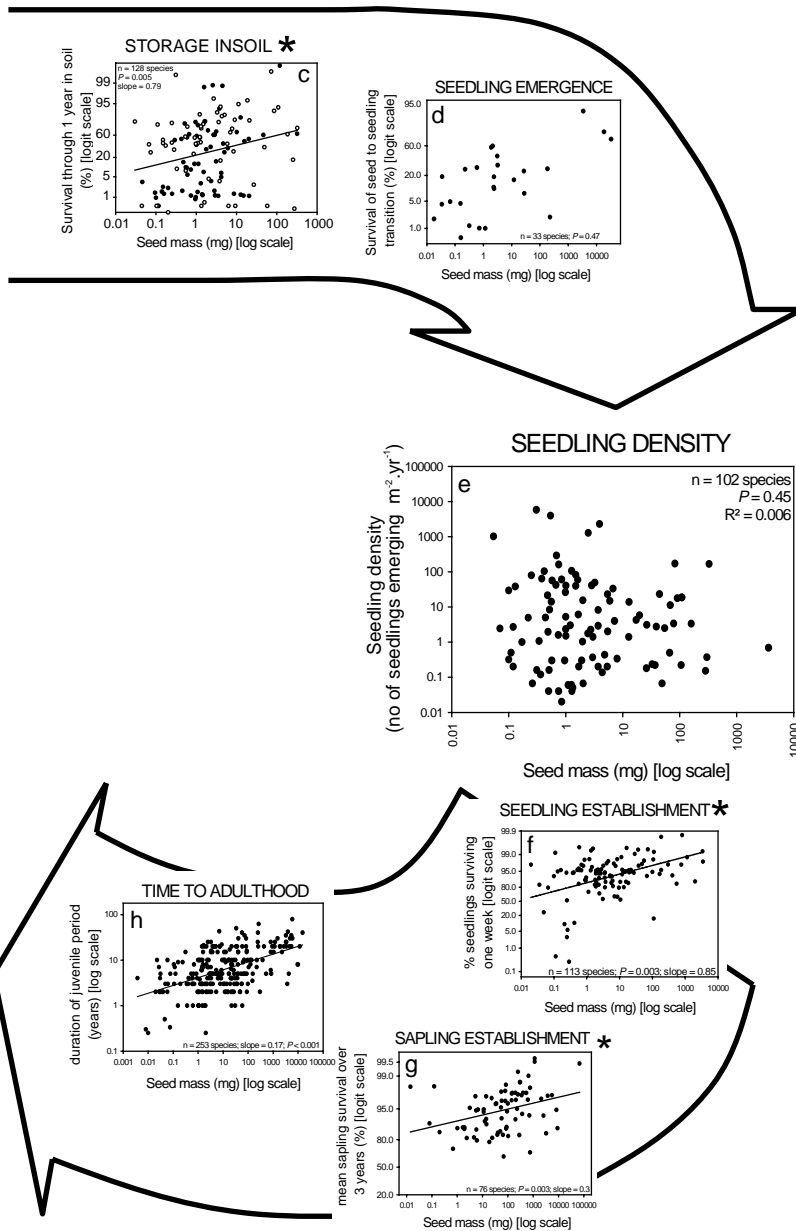 STORAGE INSOIL *
c
n = 128 species
P = 0.005
slope = 0.79
Survival through 1 year in soil
(%) [logit scale]
99
95
60
20
5
1
0.1 0.1 1.0 10 100 1000
Seed mass (mg) [log scale]
SEEDLING EMERGENCE
d
Survival of seed to seedling
transition (%) [logit scale]
95.0
60.0
20.0
5.0
1.0
n = 33 species; P = 0.47
0.01 0.1 1 10 100 1000 10000
Seed mass (mg) [log scale]
SEEDLING DENSITY
e
n = 102 species
P = 0.45
R² = 0.006
Seedling density
(no of seedlings emerging m-2.yr-1)
100000
10000
1000
100
10
1
0.1
0.01
0.01 0.1 1 10 100 1000 10000
Seed mass (mg) [log scale]
SEEDLING ESTABLISHMENT *
f
% seedlings surviving
one week [logit scale]
99.9
99.0
95.0
80.0
50.0
20.0
5.0
1.0
0.1
n = 113 species; P = 0.003; slope = 0.85
0.01 0.1 1 10 100 1000 10000
Seed mass (mg) [log scale]
TIME TO ADULTHOOD
h
duration of juvenile period
(years) [log scale]
100
10
1
0.1
n = 253 species; slope = 0.17; P < 0.001
0.001 0.01 0.1 1 10 100 1000 10000 100000
Seed mass (mg) [log scale]
SAPLING ESTABLISHMENT *
g
mean sapling survival over
3 years (%) [logit scale]
99.5
99.0
95.0
80.0
50.0
20.0
n = 76 species; P = 0.003; slope = 0.3
0.01 0.1 1 10 100 1000 10000 100000
Seed mass (mg) [log scale]